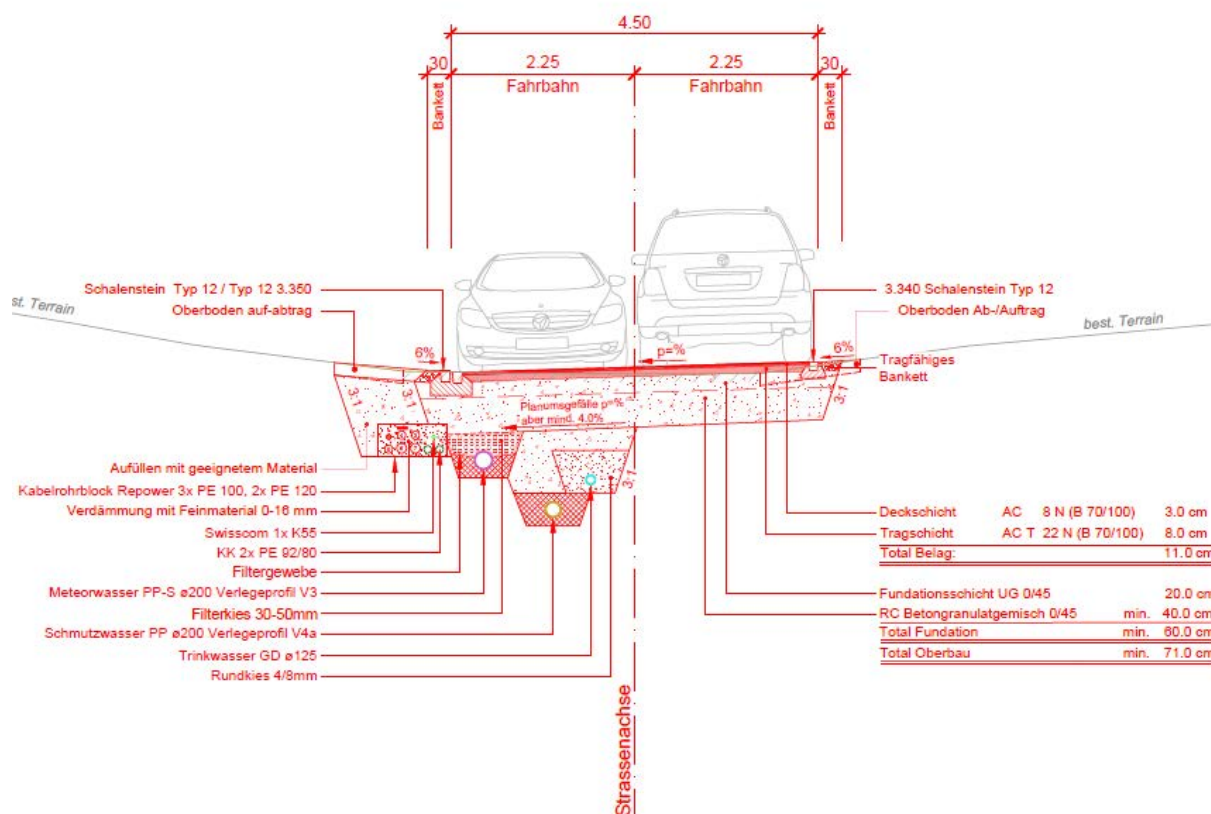 4.50
30 2.25 2.25 30
Bankett Fahrbahn Fahrbahn Bankett
Schalenstein Typ 12 / Typ 12 3.350
Oberboden auf-abtrag
3.340 Schalenstein Typ 12
Oberboden Ab-/Auftrag
st. Terrain
best. Terrain
6% p=% 6%
Tragfähiges
Bankett
3:1 3:1 3:1
Planumsgefälle p=%
aber mind. 4.0%
3:1
Aufüllen mit geeignetem Material
Kabelrohrblock Repower 3x PE 100, 2x PE 120
Verdämmung mit Feinmaterial 0-16 mm
Swisscom 1x K55
KK 2x PE 92/80
Filtergewebe
Meteorwasser PP-S ø200 Verlegeprofil V3
Filterkies 30-50mm
Schmutzwasser PP ø200 Verlegeprofil V4a
Trinkwasser GD ø125
Rundkies 4/8mm
Deckschicht AC 8 N (B 70/100) 3.0 cm
Tragschicht AC T 22 N (B 70/100) 8.0 cm
Total Belag: 11.0 cm
Fundationsschicht UG 0/45 20.0 cm
RC Betongranulatgemisch 0/45 min. 40.0 cm
Total Fundation min. 60.0 cm
Total Oberbau min. 71.0 cm
Strassenachse